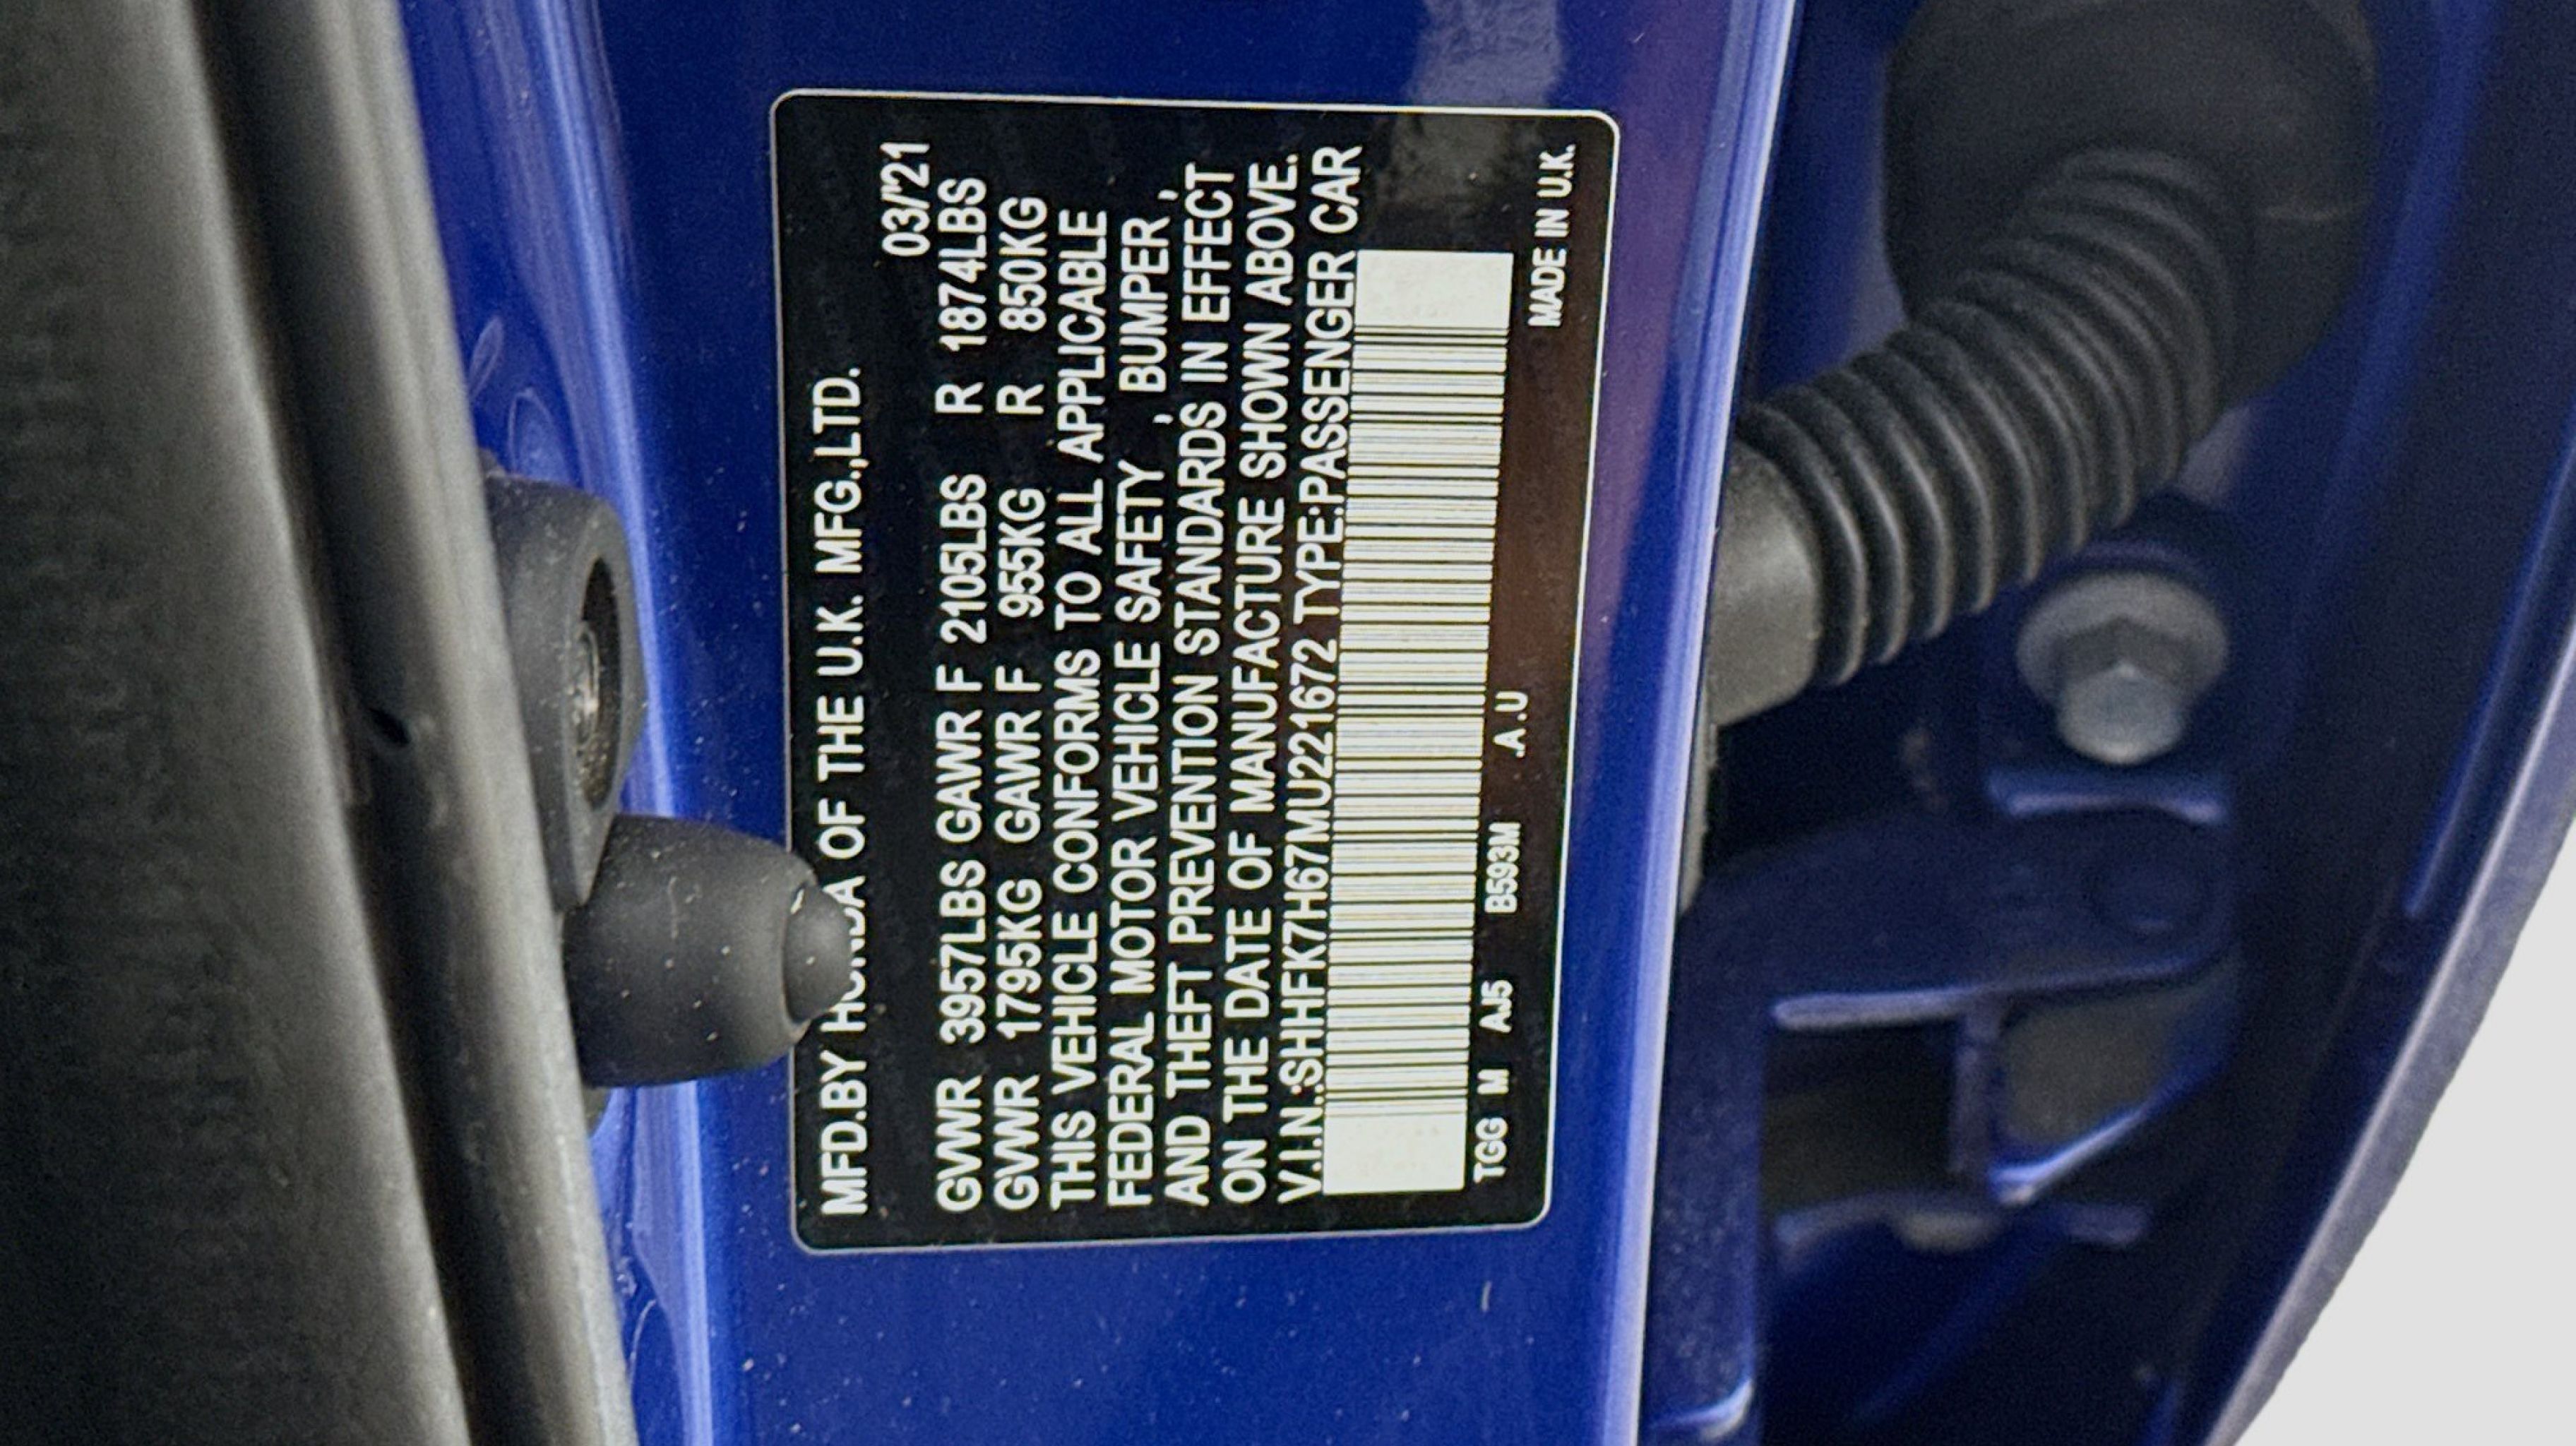 MFD.BY HONDA OF THE U.K. MFG.,LTD.
03/'21
GVWR 3957LBS GAWR F 2105LBS R 1874LBS
GVWR 1795KG GAWR F 955KG R 850KG
THIS VEHICLE CONFORMS TO ALL APPLICABLE
FEDERAL MOTOR VEHICLE SAFETY , BUMPER ,
AND THEFT PREVENTION STANDARDS IN EFFECT
ON THE DATE OF MANUFACTURE SHOWN ABOVE.
V.I.N.:SHHFK7H67MU221672 TYPE:PASSENGER CAR
TGG M AJ5 B593M .A.U
MADE IN U.K.